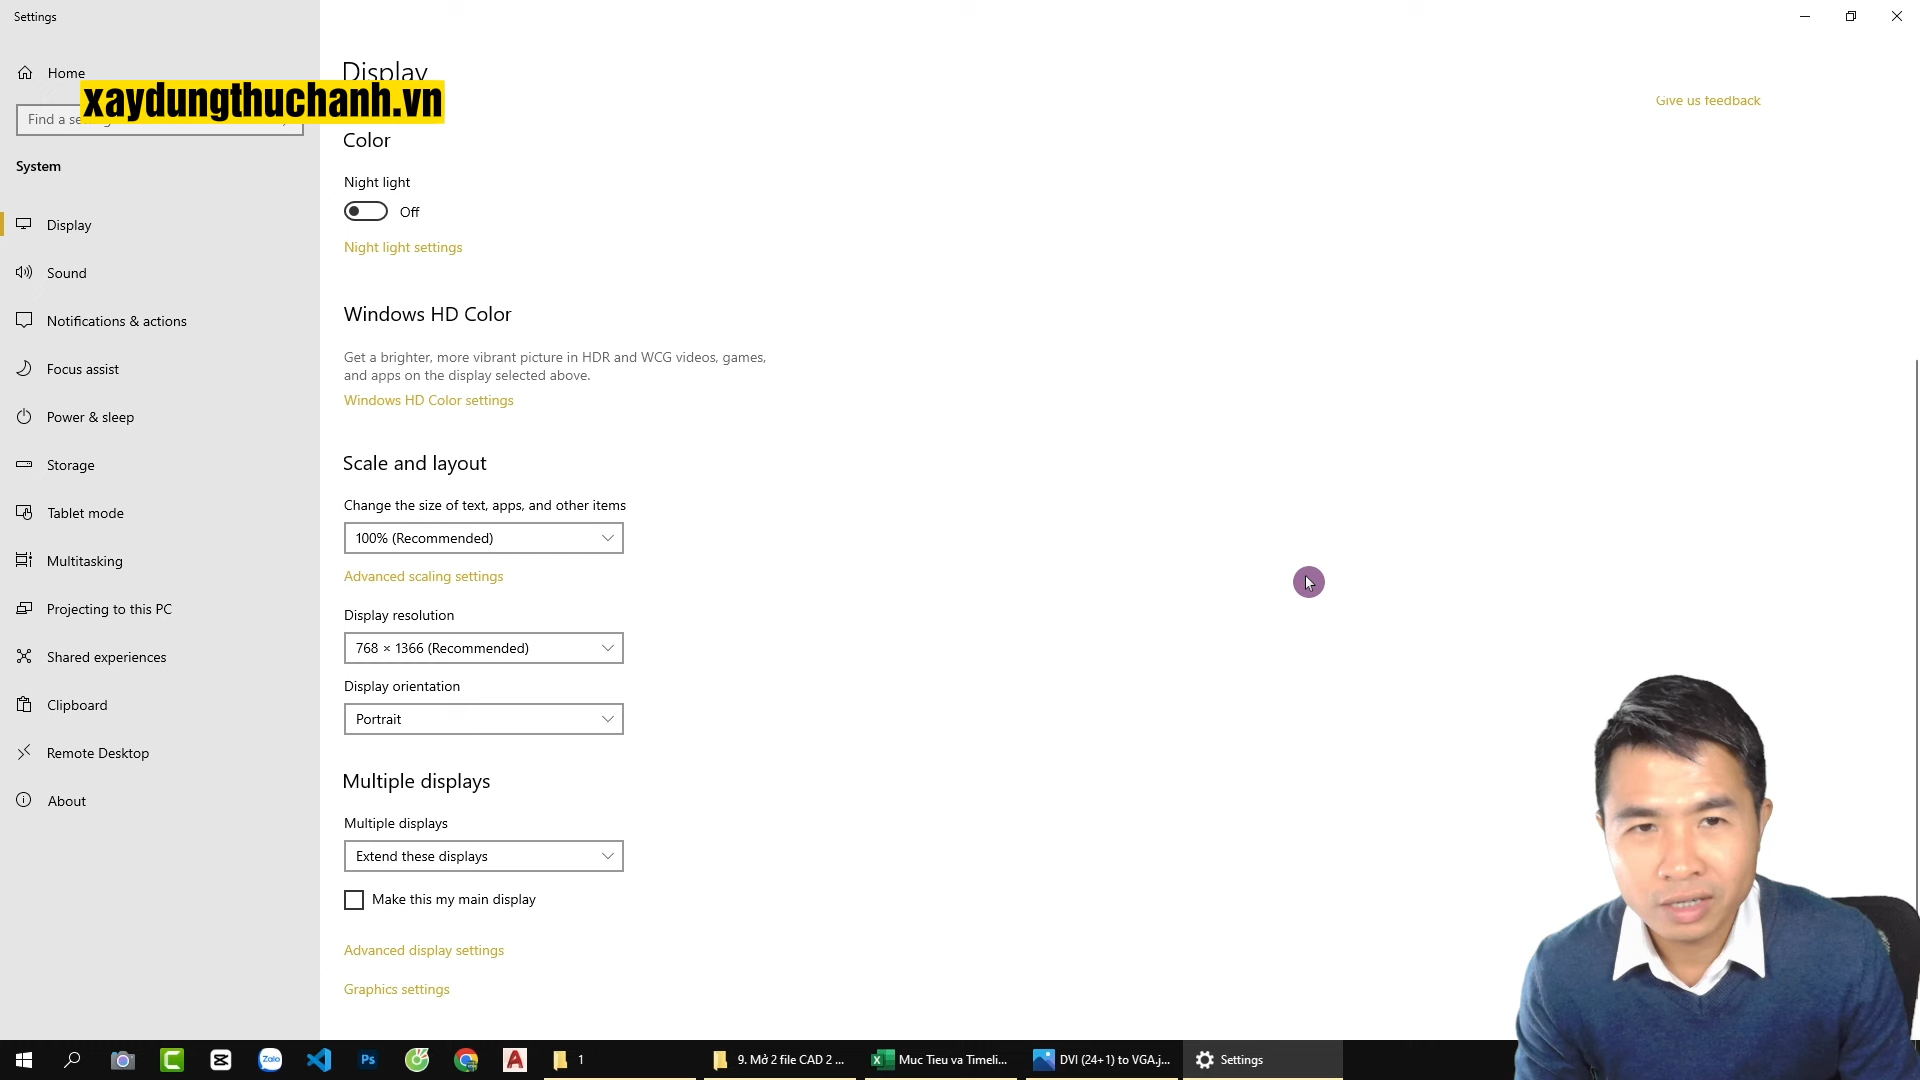 Settings
Home
xaydungthuchanh.vn
Display
Give us feedback
Find a se
Color
System
Night light
Off
Night light settings
Display
Sound
Notifications & actions
Focus assist
Power & sleep
Storage
Tablet mode
Multitasking
Projecting to this PC
Shared experiences
Clipboard
Remote Desktop
About
Windows HD Color
Get a brighter, more vibrant picture in HDR and WCG videos, games,
and apps on the display selected above.
Windows HD Color settings
Scale and layout
Change the size of text, apps, and other items
100% (Recommended)
Advanced scaling settings
Display resolution
768 × 1366 (Recommended)
Display orientation
Portrait
Multiple displays
Multiple displays
Extend these displays
Make this my main display
Advanced display settings
Graphics settings
Zalo
Ps
A
1
9. Mở 2 file CAD 2 ...
Muc Tieu va Timeli...
DVI (24+1) to VGA.j...
Settings